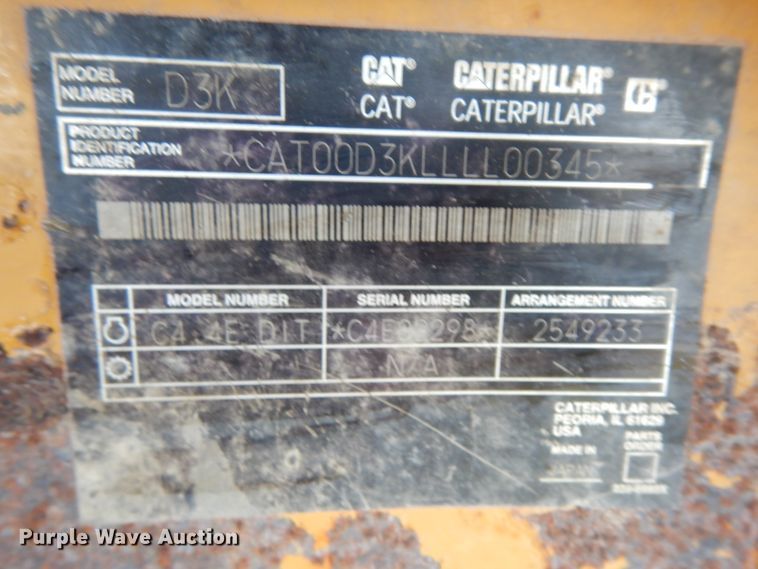 MODEL NUMBER D3K
CAT® CATERPILLAR® C®
CAT® CATERPILLAR®
PRODUCT IDENTIFICATION NUMBER *CAT00D3KLLLL00345*
MODEL NUMBER SERIAL NUMBER ARRANGEMENT NUMBER
C4.4E DIT 2549233
N/A
CATERPILLAR INC.
PEORIA, IL 61629
USA
MADE IN JAPAN
PARTS ORDER
Purple Wave Auction